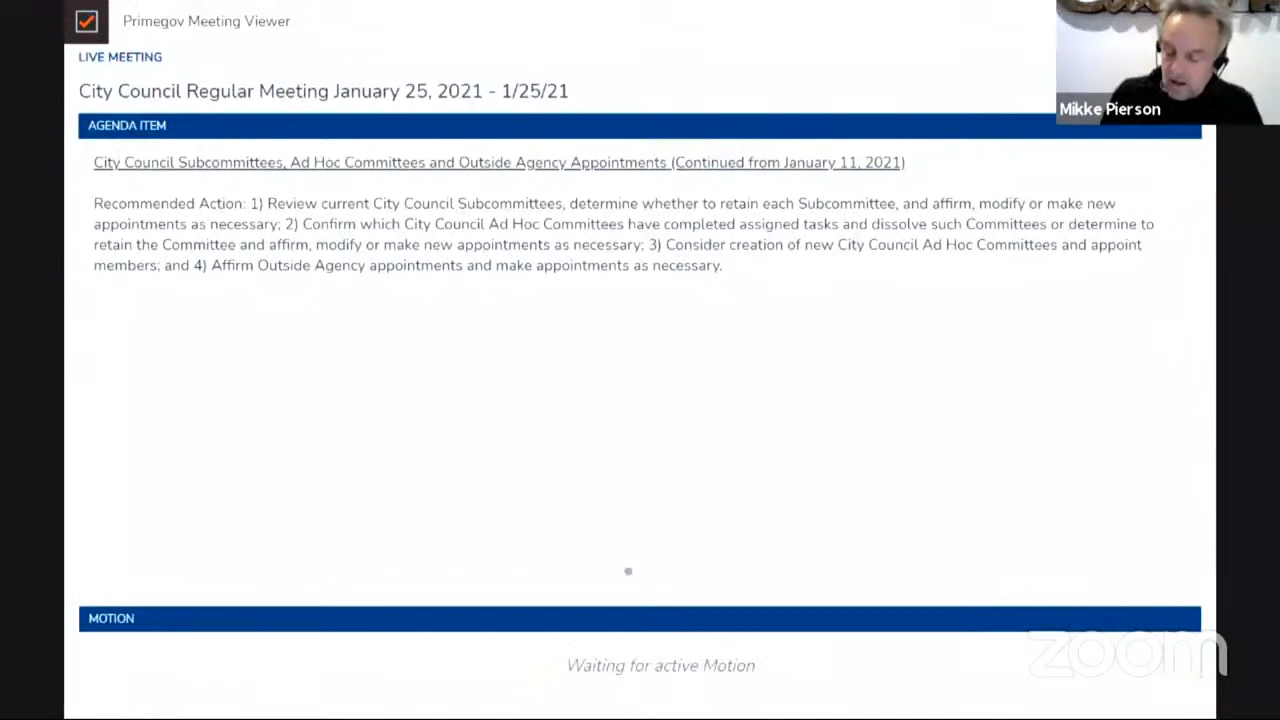 Primegov Meeting Viewer
LIVE MEETING
City Council Regular Meeting January 25, 2021 - 1/25/21
Mikke Pierson
AGENDA ITEM
City Council Subcommittees, Ad Hoc Committees and Outside Agency Appointments (Continued from January 11, 2021)
Recommended Action: 1) Review current City Council Subcommittees, determine whether to retain each Subcommittee, and affirm, modify or make new
appointments as necessary; 2) Confirm which City Council Ad Hoc Committees have completed assigned tasks and dissolve such Committees or determine to
retain the Committee and affirm, modify or make new appointments as necessary; 3) Consider creation of new City Council Ad Hoc Committees and appoint
members; and 4) Affirm Outside Agency appointments and make appointments as necessary.
MOTION
Waiting for active Motion
zoom